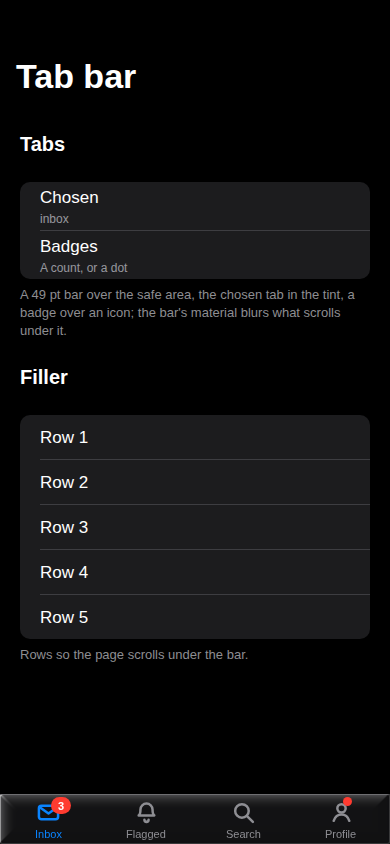 Tab bar
Tabs
Chosen
inbox
Badges
A count, or a dot
A 49 pt bar over the safe area, the chosen tab in the tint, a
badge over an icon; the bar's material blurs what scrolls
under it.
Filler
Row 1
Row 2
Row 3
Row 4
Row 5
Rows so the page scrolls under the bar.
3
Inbox
Flagged
Search
Profile